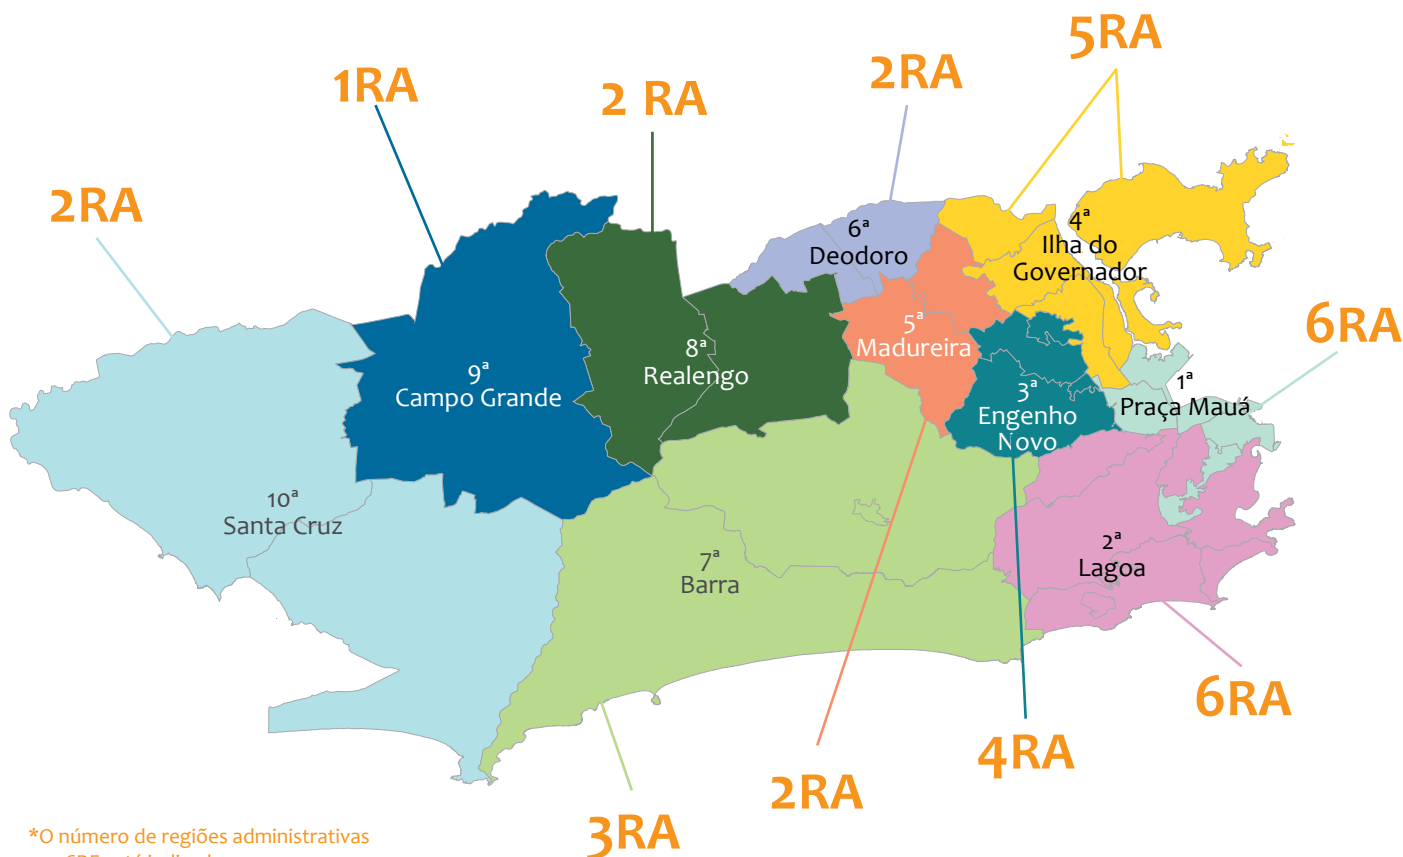 5RA
2RA
1RA
2 RA
2RA
6ª
Deodoro
4ª
Ilha do
Governador
6RA
5ª
Madureira
8ª
Realengo
9ª
Campo Grande
1ª
Praça Mauá
3ª
Engenho
Novo
10ª
Santa Cruz
2ª
Lagoa
7ª
Barra
6RA
4RA
2RA
3RA
*O número de regiões administrativas